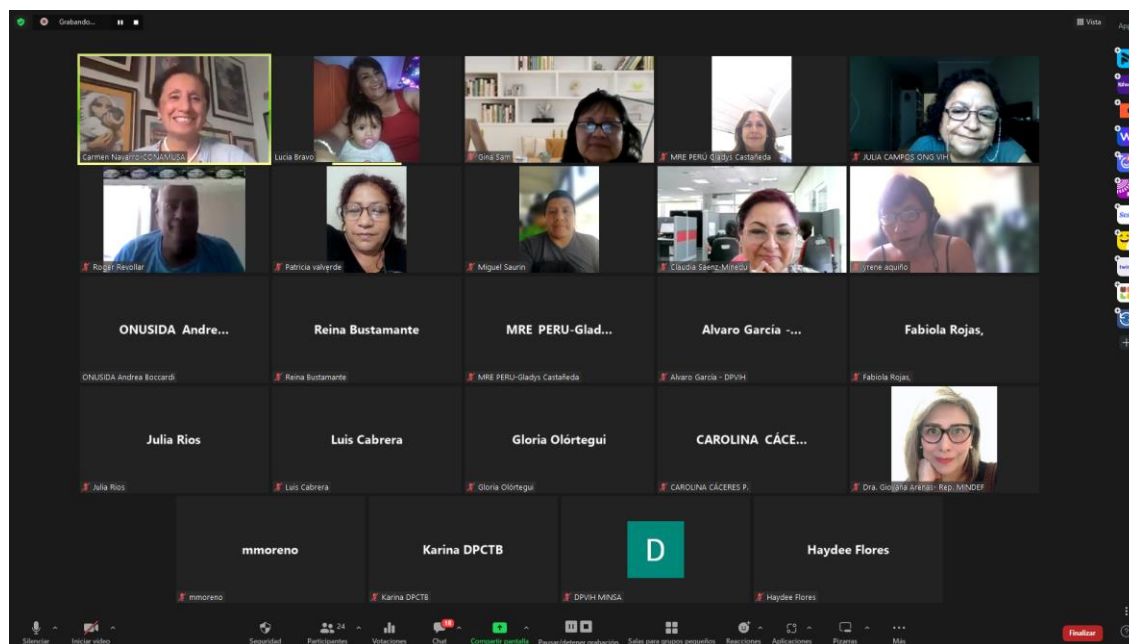 Grabando...
Vista
App
Carmen Navarro-CONAMUSA
Lucia Bravo
Gina Sam
MRE PERÚ Gladys Castañeda
JULIA CAMPOS ONG VIH
Roger Revollar
Patricia valverde
Miguel Saurin
Claudia Saenz-Minedu
yrene aquiño
ONUSIDA Andre...
Reina Bustamante
MRE PERU-Glad...
Alvaro García -...
Fabiola Rojas,
ONUSIDA Andrea Boccardi
Reina Bustamante
MRE PERU-Gladys Castañeda
Alvaro García - DPVIH
Fabiola Rojas,
Julia Rios
Luis Cabrera
Gloria Olórtegui
CAROLINA CÁCE...
Julia Rios
Luis Cabrera
Gloria Olórtegui
CAROLINA CÁCERES P.
Dra. Giovana Arenas- Rep. MINDEF
mmoreno
Karina DPCTB
D
Haydee Flores
mmoreno
Karina DPCTB
DPVIH MINSA
Haydee Flores
Silenciar
Iniciar video
Seguridad
24
Participantes
Votaciones
18
Chat
Compartir pantalla
Pausar/detener grabación
Salas para grupos pequeños
Reacciones
Aplicaciones
Pizarras
Más
Finalizar